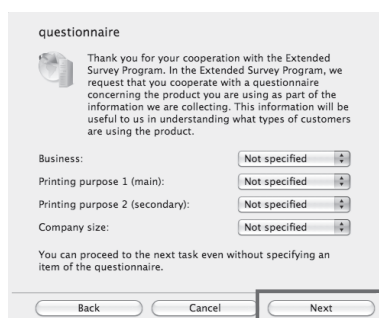 questionnaire
Thank you for your cooperation with the Extended
Survey Program. In the Extended Survey Program, we
request that you cooperate with a questionnaire
concerning the product you are using as part of the
information we are collecting. This information will be
useful to us in understanding what types of customers
are using the product.
Business: Not specified
Printing purpose 1 (main): Not specified
Printing purpose 2 (secondary): Not specified
Company size: Not specified
You can proceed to the next task even without specifying an
item of the questionnaire.
Back Cancel Next